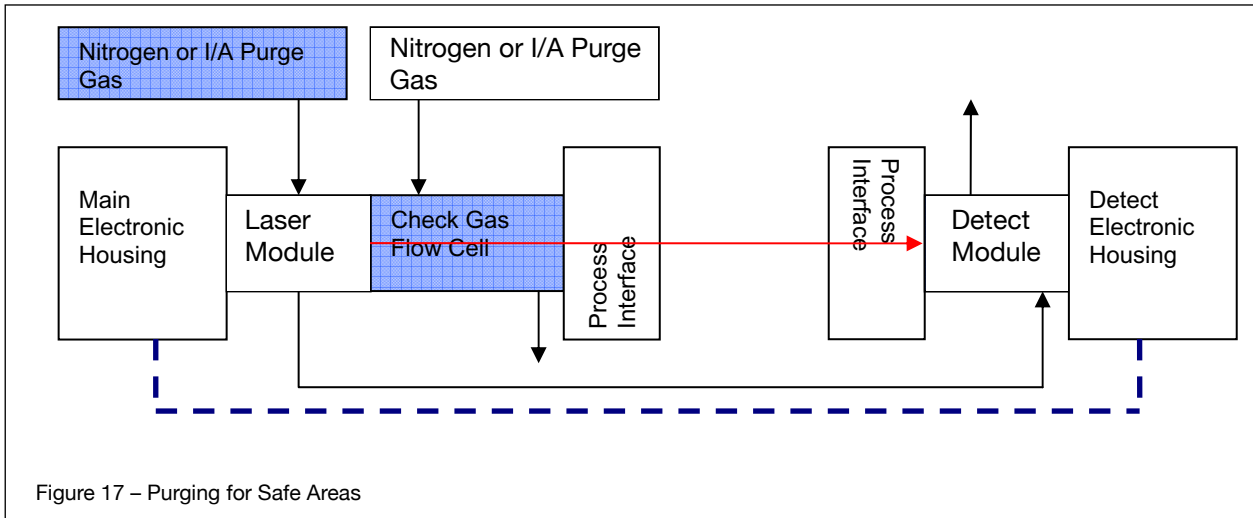 Nitrogen or I/A Purge
Gas
Nitrogen or I/A Purge
Gas
Main
Electronic
Housing
Laser
Module
Check Gas
Flow Cell
Process
Interface
Process
Interface
Detect
Module
Detect
Electronic
Housing
Figure 17 – Purging for Safe Areas